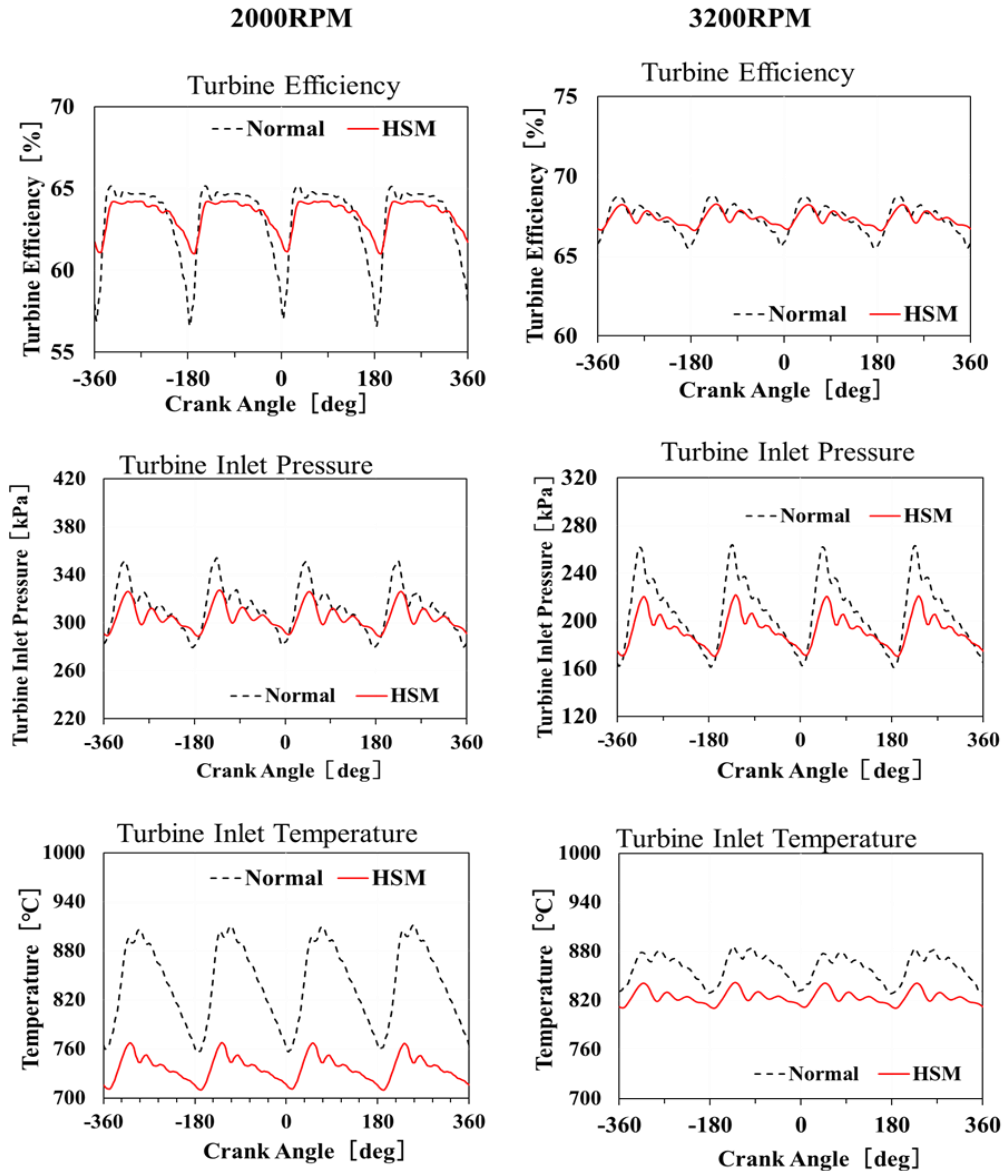 2000RPM
3200RPM
Turbine Efficiency
Turbine Efficiency [%]
70
65
60
55
Normal HSM
-360 -180 0 180 360
Crank Angle [deg]
Turbine Efficiency
Turbine Efficiency [%]
75
70
65
60
Normal HSM
-360 -180 0 180 360
Crank Angle [deg]
Turbine Inlet Pressure
Turbine Inlet Pressure [kPa]
420
380
340
300
260
220
Normal HSM
-360 -180 0 180 360
Crank Angle [deg]
Turbine Inlet Pressure
Turbine Inlet Pressure [kPa]
320
280
240
200
160
120
Normal HSM
-360 -180 0 180 360
Crank Angle [deg]
Turbine Inlet Temperature
Temperature [℃]
1000
940
880
820
760
700
Normal HSM
-360 -180 0 180 360
Crank Angle [deg]
Turbine Inlet Temperature
Temperature [℃]
1000
940
880
820
760
700
Normal HSM
-360 -180 0 180 360
Crank Angle [deg]